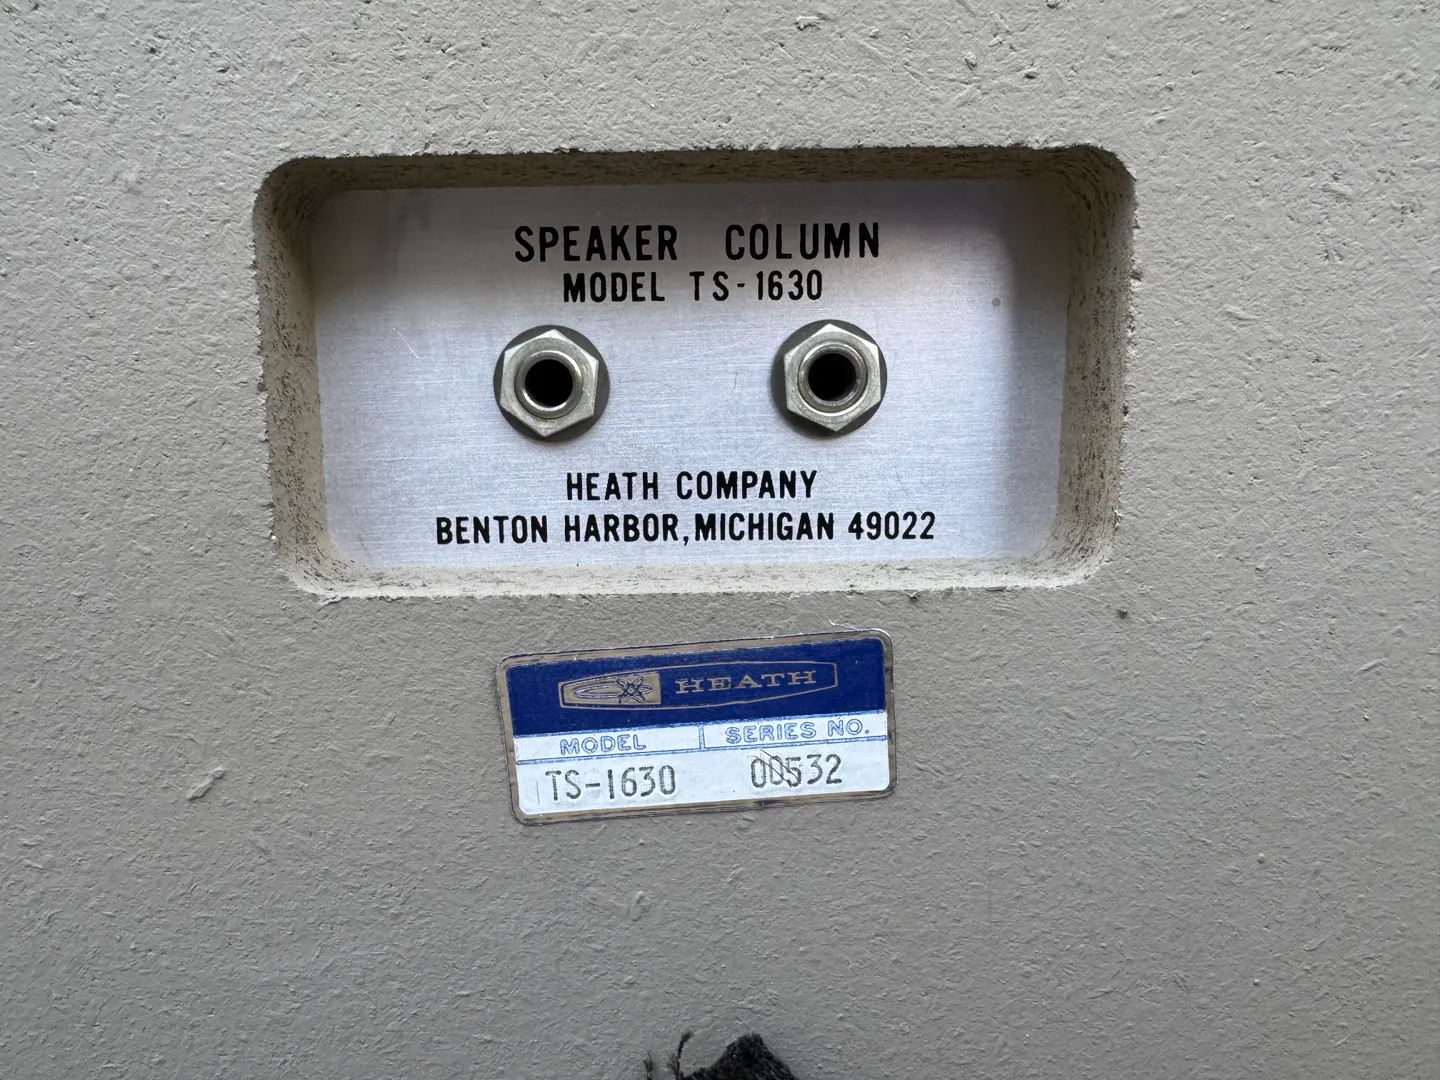 SPEAKER COLUMN
MODEL TS-1630
HEATH COMPANY
BENTON HARBOR, MICHIGAN 49022
HEATH
MODEL SERIES NO.
TS-1630 00532